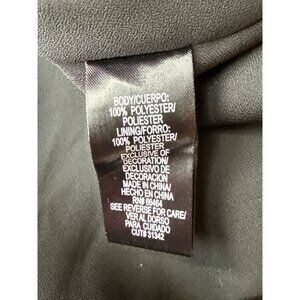 BODY/CUERPO:
100% POLYESTER/
POLIESTER
LINING/FORRO:
100% POLYESTER/
POLIESTER
EXCLUSIVE OF
DECORATION/
EXCLUSIVO DE
DECORACION
MADE IN CHINA/
HECHO EN CHINA
RN# 66464
SEE REVERSE FOR CARE/
VER AL DORSO
PARA CUIDADO
CUT# 31342